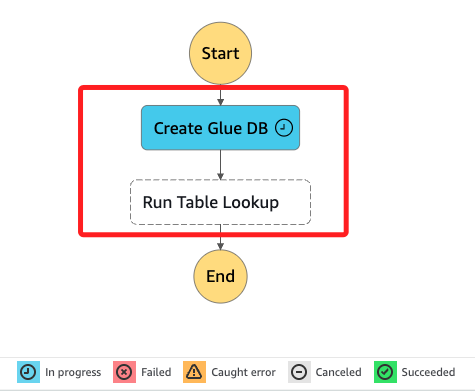 Start
Create Glue DB
Run Table Lookup
End
In progress Failed Caught error Canceled Succeeded